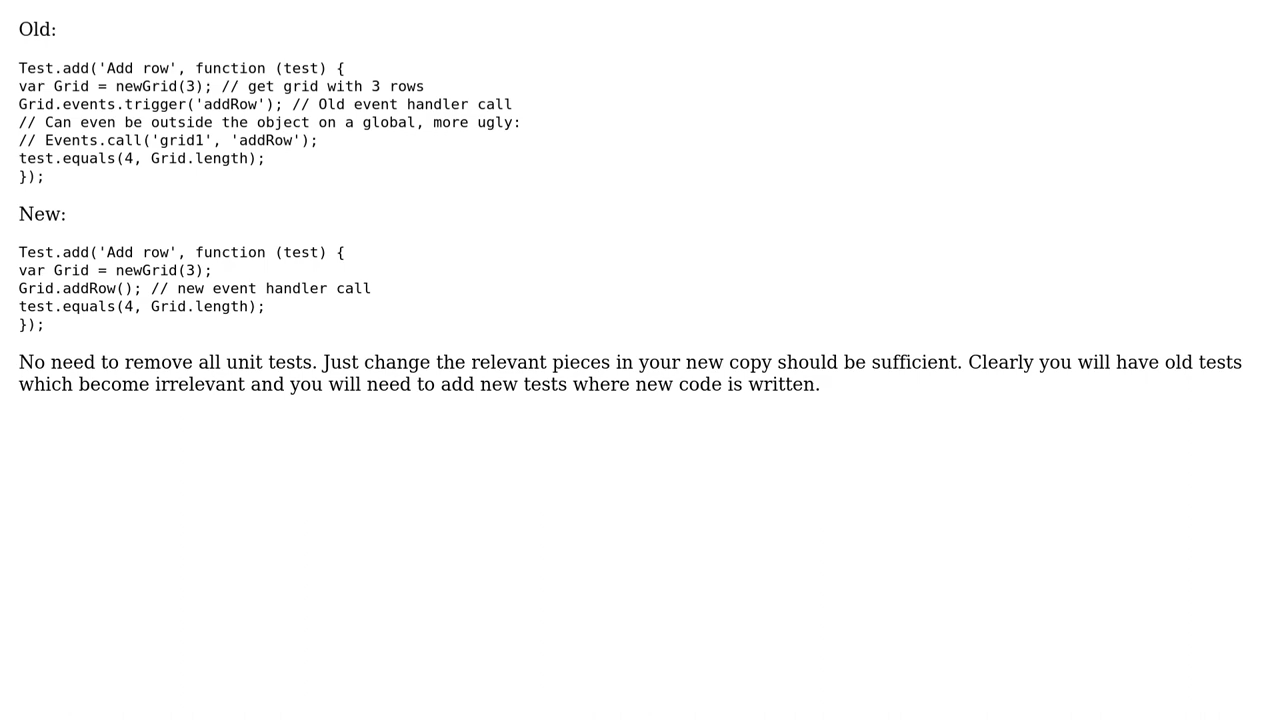 Old:
Test.add('Add row', function (test) {
var Grid = newGrid(3); // get grid with 3 rows
Grid.events.trigger('addRow'); // Old event handler call
// Can even be outside the object on a global, more ugly:
// Events.call('grid1', 'addRow');
test.equals(4, Grid.length);
});
New:
Test.add('Add row', function (test) {
var Grid = newGrid(3);
Grid.addRow(); // new event handler call
test.equals(4, Grid.length);
});
No need to remove all unit tests. Just change the relevant pieces in your new copy should be sufficient. Clearly you will have old tests
which become irrelevant and you will need to add new tests where new code is written.